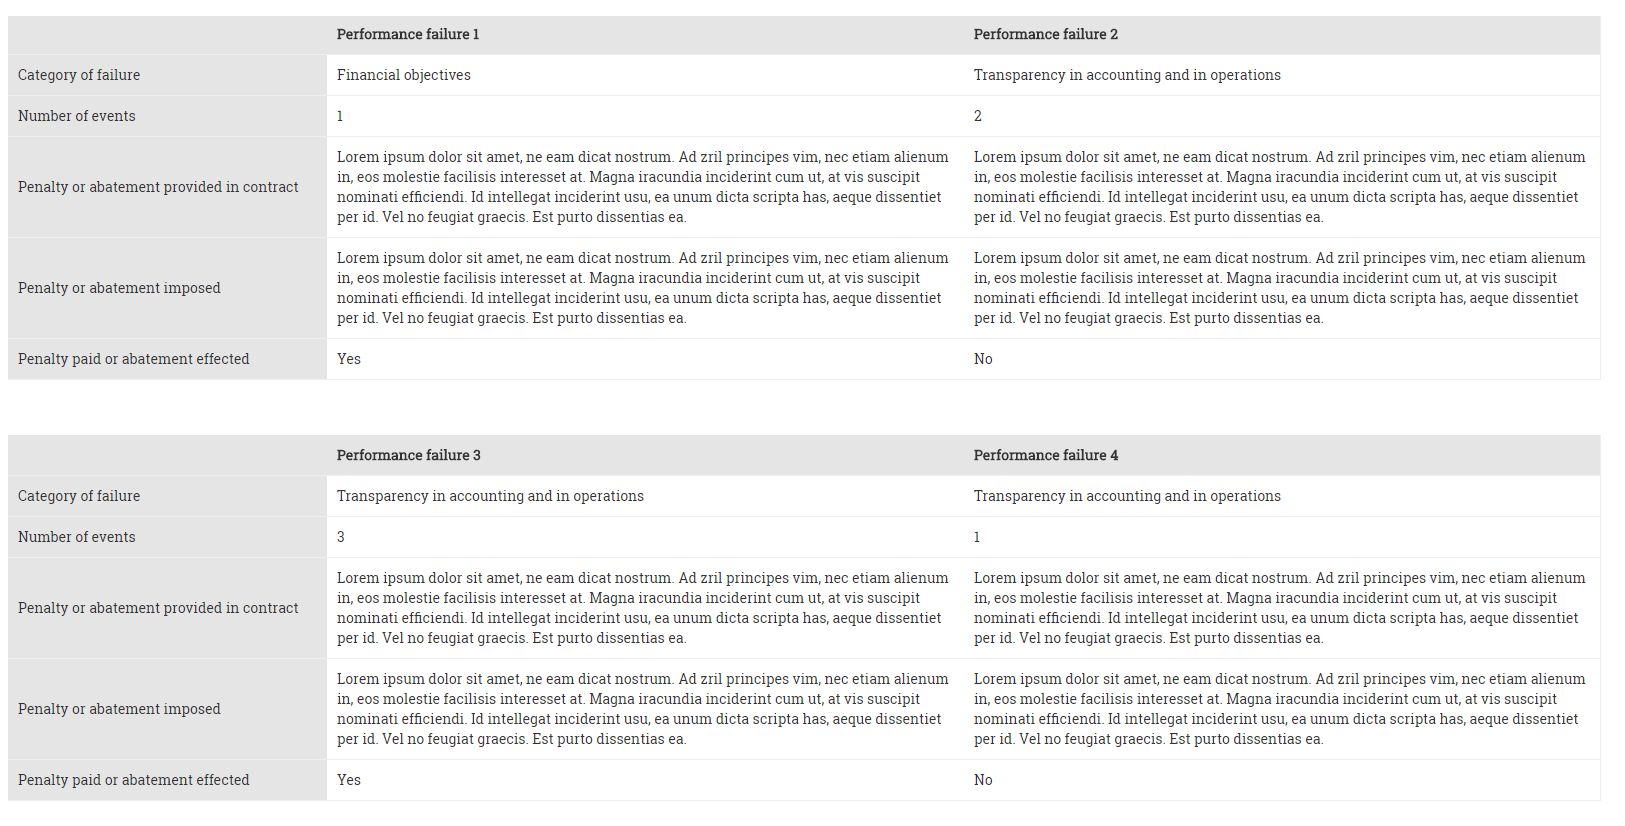 Performance failure 1 Performance failure 2
Category of failure Financial objectives Transparency in accounting and in operations
Number of events 1 2
Penalty or abatement provided in contract
Lorem ipsum dolor sit amet, ne eam dicat nostrum. Ad zril principes vim, nec etiam alienum
in, eos molestie facilisis interesset at. Magna iracundia inciderint cum ut, at vis suscipit
nominati efficiendi. Id intellegat inciderint usu, ea unum dicta scripta has, aeque dissentiet
per id. Vel no feugiat graecis. Est purto dissentias ea.
Lorem ipsum dolor sit amet, ne eam dicat nostrum. Ad zril principes vim, nec etiam alienum
in, eos molestie facilisis interesset at. Magna iracundia inciderint cum ut, at vis suscipit
nominati efficiendi. Id intellegat inciderint usu, ea unum dicta scripta has, aeque dissentiet
per id. Vel no feugiat graecis. Est purto dissentias ea.
Penalty or abatement imposed
Lorem ipsum dolor sit amet, ne eam dicat nostrum. Ad zril principes vim, nec etiam alienum
in, eos molestie facilisis interesset at. Magna iracundia inciderint cum ut, at vis suscipit
nominati efficiendi. Id intellegat inciderint usu, ea unum dicta scripta has, aeque dissentiet
per id. Vel no feugiat graecis. Est purto dissentias ea.
Lorem ipsum dolor sit amet, ne eam dicat nostrum. Ad zril principes vim, nec etiam alienum
in, eos molestie facilisis interesset at. Magna iracundia inciderint cum ut, at vis suscipit
nominati efficiendi. Id intellegat inciderint usu, ea unum dicta scripta has, aeque dissentiet
per id. Vel no feugiat graecis. Est purto dissentias ea.
Penalty paid or abatement effected Yes No
Performance failure 3 Performance failure 4
Category of failure Transparency in accounting and in operations Transparency in accounting and in operations
Number of events 3 1
Penalty or abatement provided in contract
Lorem ipsum dolor sit amet, ne eam dicat nostrum. Ad zril principes vim, nec etiam alienum
in, eos molestie facilisis interesset at. Magna iracundia inciderint cum ut, at vis suscipit
nominati efficiendi. Id intellegat inciderint usu, ea unum dicta scripta has, aeque dissentiet
per id. Vel no feugiat graecis. Est purto dissentias ea.
Lorem ipsum dolor sit amet, ne eam dicat nostrum. Ad zril principes vim, nec etiam alienum
in, eos molestie facilisis interesset at. Magna iracundia inciderint cum ut, at vis suscipit
nominati efficiendi. Id intellegat inciderint usu, ea unum dicta scripta has, aeque dissentiet
per id. Vel no feugiat graecis. Est purto dissentias ea.
Penalty or abatement imposed
Lorem ipsum dolor sit amet, ne eam dicat nostrum. Ad zril principes vim, nec etiam alienum
in, eos molestie facilisis interesset at. Magna iracundia inciderint cum ut, at vis suscipit
nominati efficiendi. Id intellegat inciderint usu, ea unum dicta scripta has, aeque dissentiet
per id. Vel no feugiat graecis. Est purto dissentias ea.
Lorem ipsum dolor sit amet, ne eam dicat nostrum. Ad zril principes vim, nec etiam alienum
in, eos molestie facilisis interesset at. Magna iracundia inciderint cum ut, at vis suscipit
nominati efficiendi. Id intellegat inciderint usu, ea unum dicta scripta has, aeque dissentiet
per id. Vel no feugiat graecis. Est purto dissentias ea.
Penalty paid or abatement effected Yes No